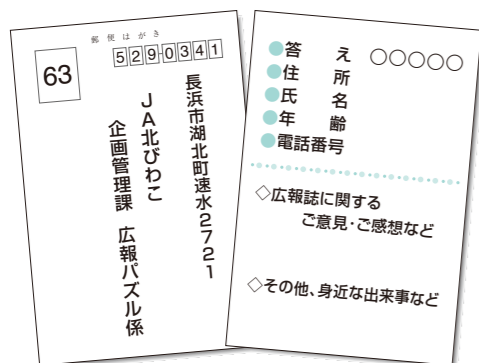 郵便はがき
63
529-0341
長浜市湖北町速水2721
JA北びわこ
企画管理課 広報パズル係
●答え ○○○○○
●住所
●氏名
●年齢
●電話番号
◇広報誌に関する
ご意見・ご感想など
◇その他、身近な出来事など